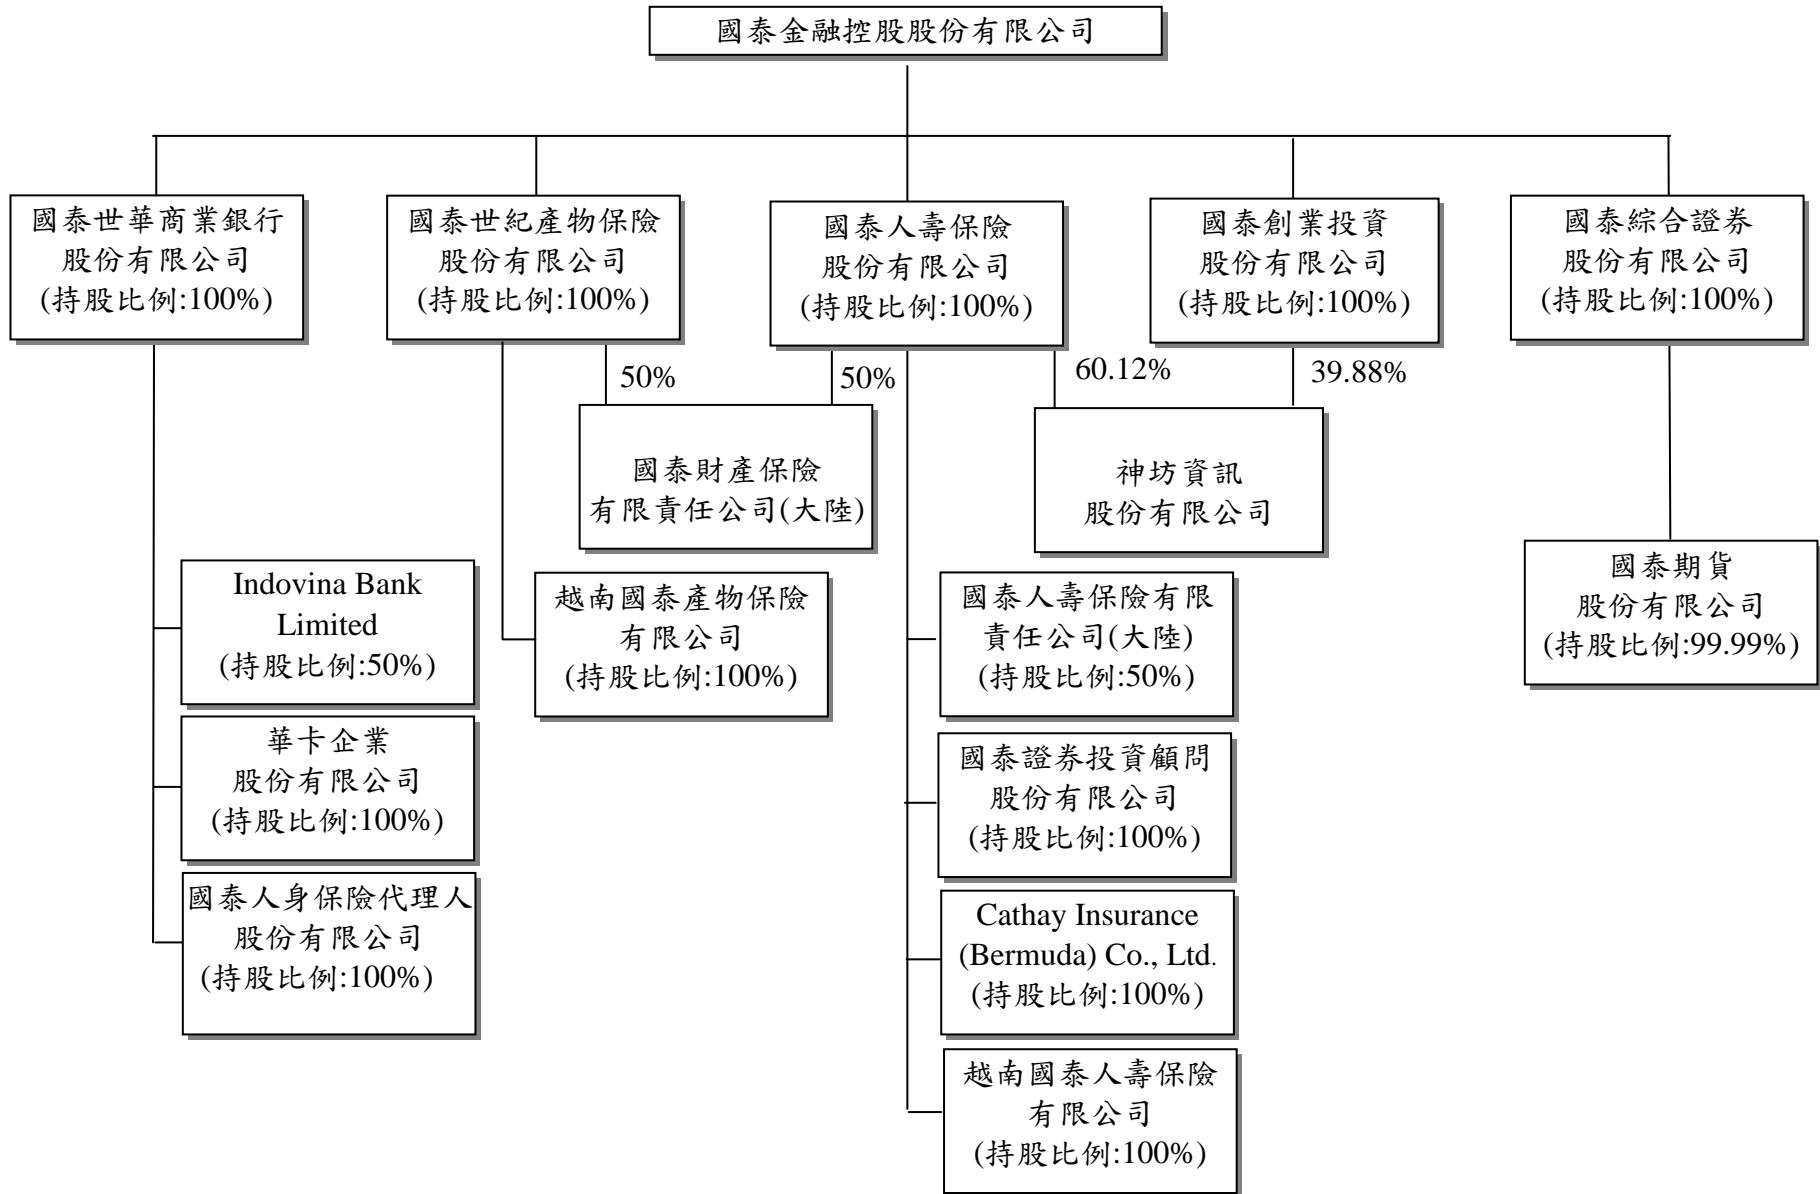 國泰金融控股股份有限公司
國泰世華商業銀行
股份有限公司
(持股比例:100%)
國泰世紀產物保險
股份有限公司
(持股比例:100%)
國泰人壽保險
股份有限公司
(持股比例:100%)
國泰創業投資
股份有限公司
(持股比例:100%)
國泰綜合證券
股份有限公司
(持股比例:100%)
50%
50%
60.12%
39.88%
國泰財產保險
有限責任公司(大陸)
神坊資訊
股份有限公司
Indovina Bank
Limited
(持股比例:50%)
華卡企業
股份有限公司
(持股比例:100%)
國泰人身保險代理人
股份有限公司
(持股比例:100%)
越南國泰產物保險
有限公司
(持股比例:100%)
國泰人壽保險有限
責任公司(大陸)
(持股比例:50%)
國泰證券投資顧問
股份有限公司
(持股比例:100%)
Cathay Insurance
(Bermuda) Co., Ltd.
(持股比例:100%)
越南國泰人壽保險
有限公司
(持股比例:100%)
國泰期貨
股份有限公司
(持股比例:99.99%)